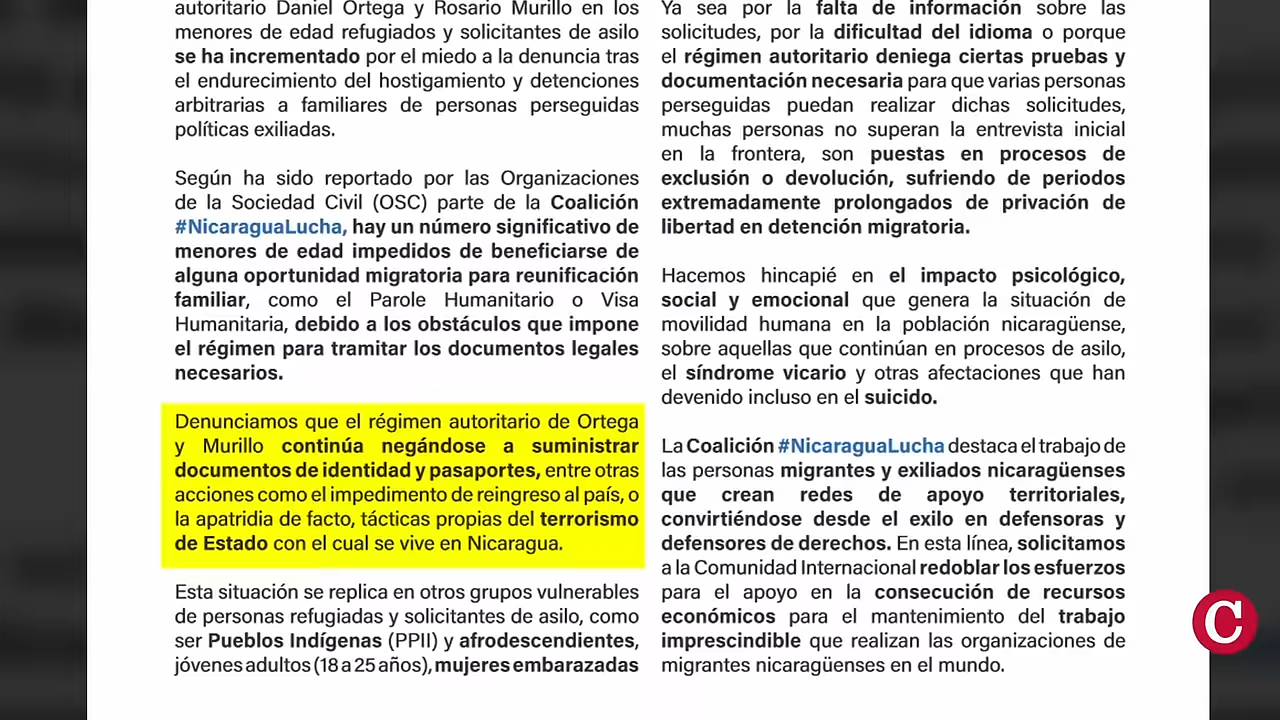 autoritario Daniel Ortega y Rosario Murillo en los
menores de edad refugiados y solicitantes de asilo
se ha incrementado por el miedo a la denuncia tras
el endurecimiento del hostigamiento y detenciones
arbitrarias a familiares de personas perseguidas
políticas exiliadas.
Según ha sido reportado por las Organizaciones
de la Sociedad Civil (OSC) parte de la Coalición
#NicaraguaLucha, hay un número significativo de
menores de edad impedidos de beneficiarse de
alguna oportunidad migratoria para reunificación
familiar, como el Parole Humanitario o Visa
Humanitaria, debido a los obstáculos que impone
el régimen para tramitar los documentos legales
necesarios.
Denunciamos que el régimen autoritario de Ortega
y Murillo continúa negándose a suministrar
documentos de identidad y pasaportes, entre otras
acciones como el impedimento de reingreso al país, o
la apatridia de facto, tácticas propias del terrorismo
de Estado con el cual se vive en Nicaragua.
Esta situación se replica en otros grupos vulnerables
de personas refugiadas y solicitantes de asilo, como
ser Pueblos Indígenas (PPII) y afrodescendientes,
jóvenes adultos (18 a 25 años), mujeres embarazadas
Ya sea por la falta de información sobre las
solicitudes, por la dificultad del idioma o porque
el régimen autoritario deniega ciertas pruebas y
documentación necesaria para que varias personas
perseguidas puedan realizar dichas solicitudes,
muchas personas no superan la entrevista inicial
en la frontera, son puestas en procesos de
exclusión o devolución, sufriendo de periodos
extremadamente prolongados de privación de
libertad en detención migratoria.
Hacemos hincapié en el impacto psicológico,
social y emocional que genera la situación de
movilidad humana en la población nicaragüense,
sobre aquellas que continúan en procesos de asilo,
el síndrome vicario y otras afectaciones que han
devenido incluso en el suicido.
La Coalición #NicaraguaLucha destaca el trabajo de
las personas migrantes y exiliados nicaragüenses
que crean redes de apoyo territoriales,
convirtiéndose desde el exilo en defensoras y
defensores de derechos. En esta línea, solicitamos
a la Comunidad Internacional redoblar los esfuerzos
para el apoyo en la consecución de recursos
económicos para el mantenimiento del trabajo
imprescindible que realizan las organizaciones de
migrantes nicaragüenses en el mundo.
C